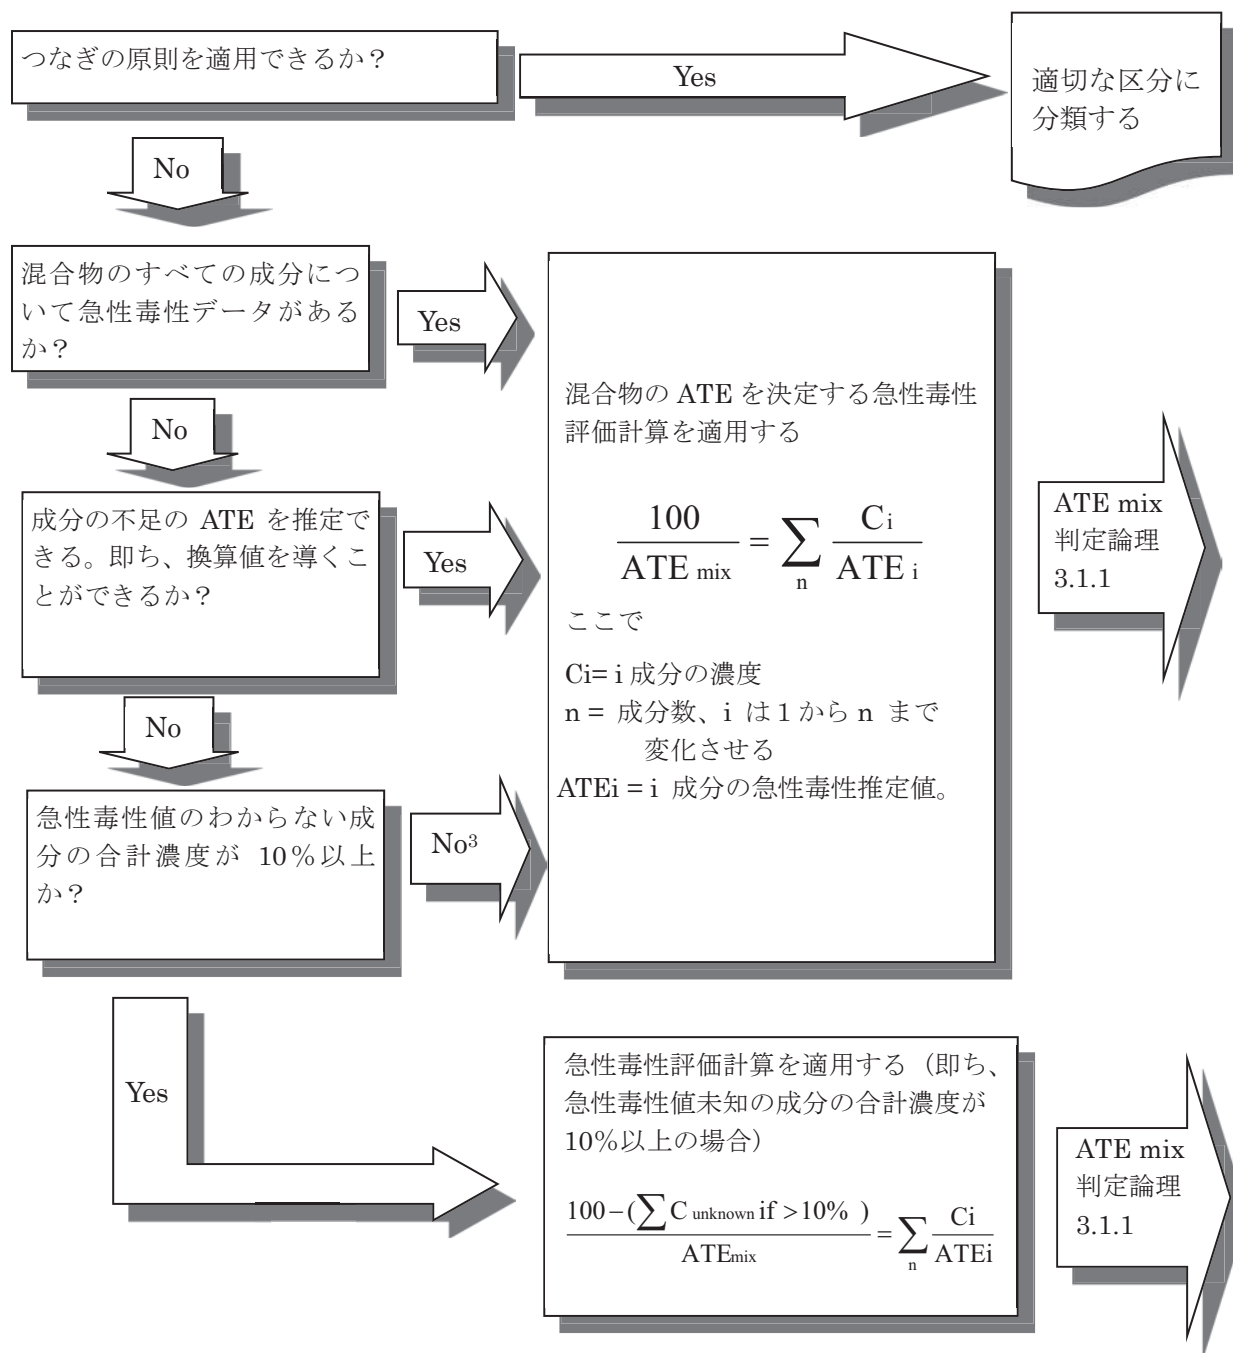 つなぎの原則を適用できるか？
Yes
適切な区分に
分類する
No
混合物のすべての成分につ
いて急性毒性データがある
か？
Yes
No
成分の不足の ATE を推定で
きる。即ち、換算値を導くこ
とができるか？
Yes
No
急性毒性値のわからない成
分の合計濃度が 10％以上
か？
No³
混合物の ATE を決定する急性毒性
評価計算を適用する
100/ATE mix = ∑n Ci/ATE i
ここで
Ci= i 成分の濃度
n = 成分数、i は 1 から n まで
変化させる
ATEi = i 成分の急性毒性推定値。
ATE mix
判定論理
3.1.1
Yes
急性毒性評価計算を適用する（即ち、
急性毒性値未知の成分の合計濃度が
10％以上の場合）
100−(∑C unknown if >10% )/ATEmix = ∑n Ci/ATEi
ATE mix
判定論理
3.1.1